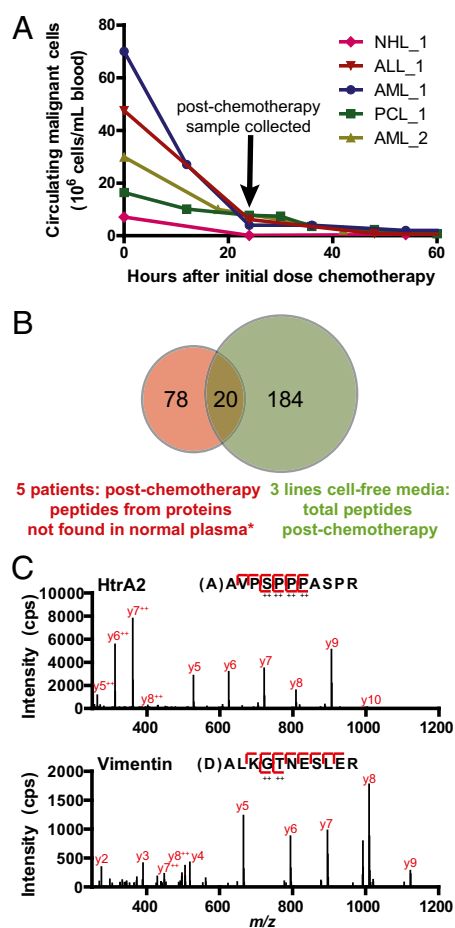 A
Circulating malignant cells
(10⁶ cells/mL blood)
80
60
40
20
0
0
20
40
60
Hours after initial dose chemotherapy
post-chemotherapy
sample collected
NHL_1
ALL_1
AML_1
PCL_1
AML_2
B
78
20
184
5 patients: post-chemotherapy
peptides from proteins
not found in normal plasma*
3 lines cell-free media:
total peptides
post-chemotherapy
C
HtrA2
(A)AVPSPPPASPR
++ ++ ++ ++
Intensity (cps)
10000
8000
6000
4000
2000
0
y5++
y6++
y7++
y8++
y5
y6
y7
y8
y9
y10
400
600
800
1000
1200
Vimentin
(D)ALKGTNESLER
++ ++
Intensity (cps)
2000
1500
1000
500
0
y2
y3
y7++
y8++
y4
y5
y6
y7
y8
y9
400
600
800
1000
1200
m/z